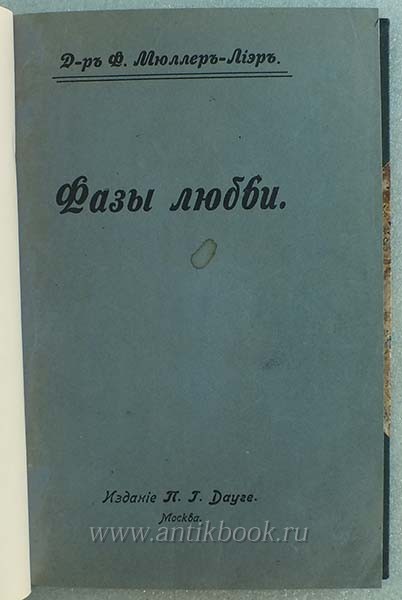 Д-ръ Ф. Мюллеръ-Ліэръ.
Фазы любви.
Изданіе П. Г. Дауге.
Москва.
www.antikbook.ru